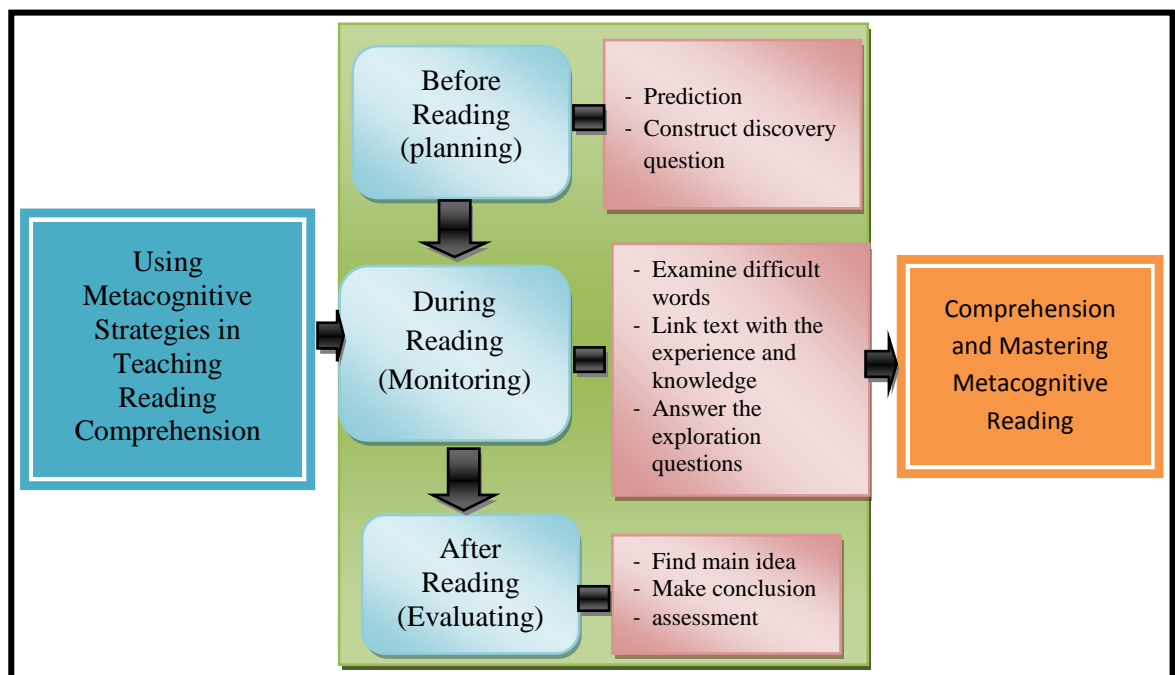 Using
Metacognitive
Strategies in
Teaching
Reading
Comprehension
Before
Reading
(planning)
- Prediction
- Construct discovery
question
During
Reading
(Monitoring)
- Examine difficult
words
- Link text with the
experience and
knowledge
- Answer the
exploration
questions
After
Reading
(Evaluating)
- Find main idea
- Make conclusion
- assessment
Comprehension
and Mastering
Metacognitive
Reading